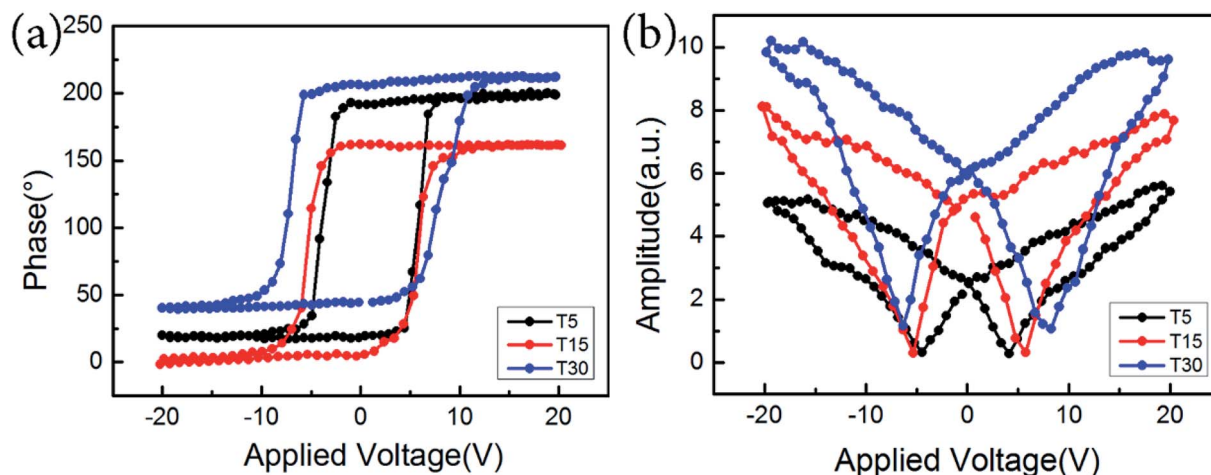 (a)
250
200
150
100
50
0
Phase(°)
-20 -10 0 10 20
Applied Voltage(V)
T5
T15
T30
(b)
10
8
6
4
2
0
Amplitude(a.u.)
-20 -10 0 10 20
Applied Voltage(V)
T5
T15
T30